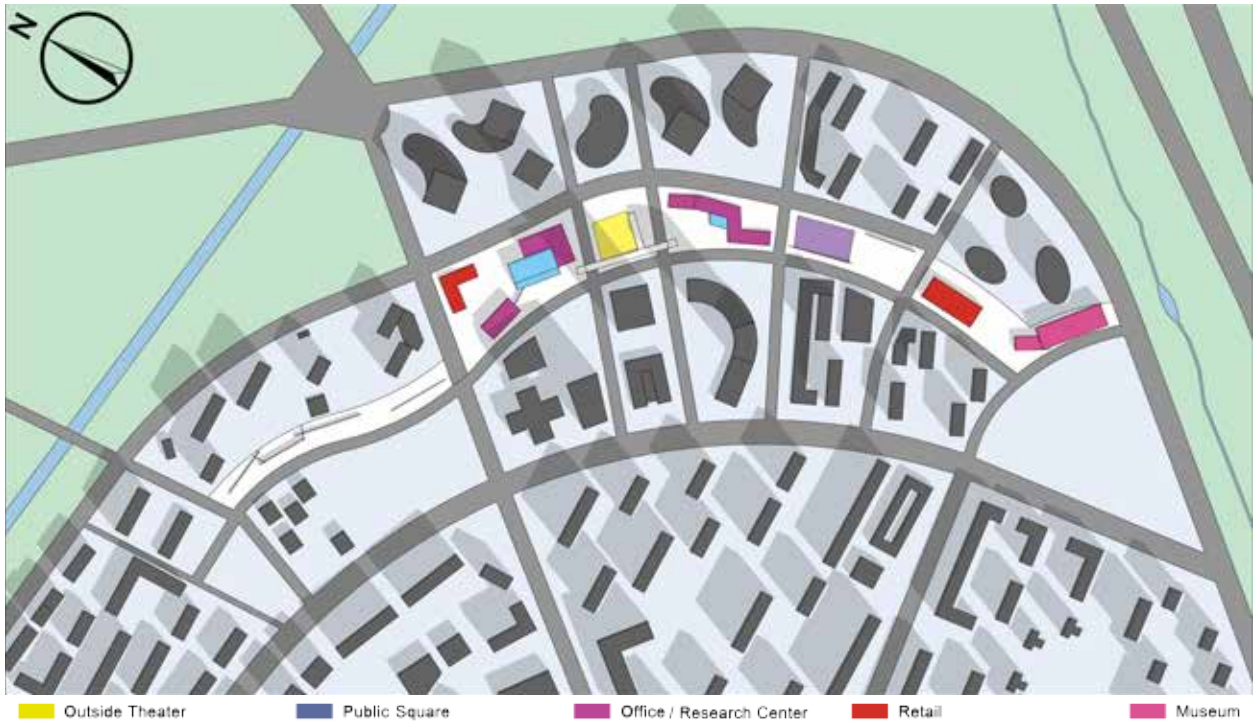 N
Outside Theater
Public Square
Office / Research Center
Retail
Museum